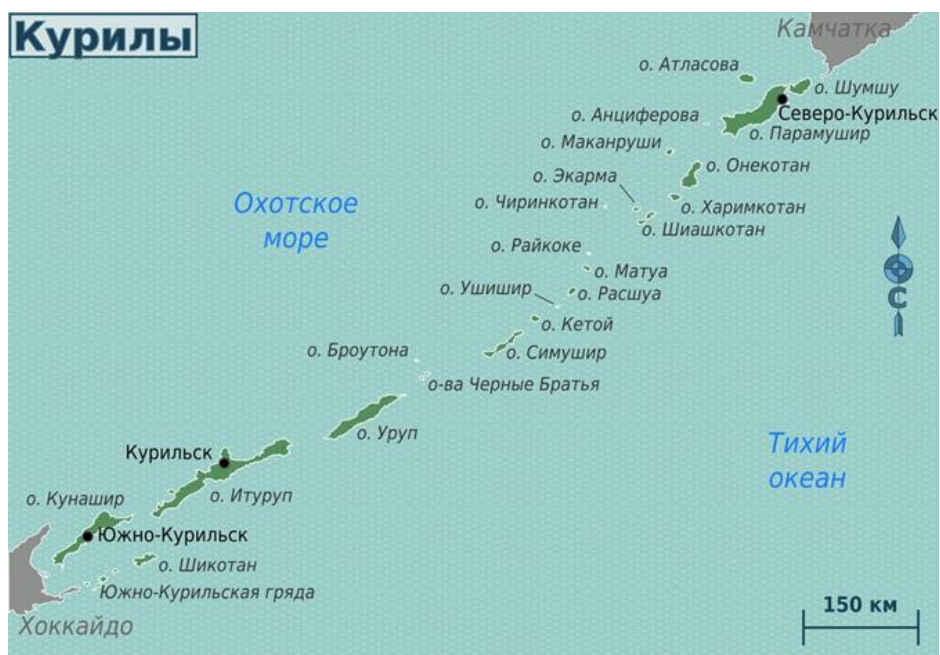 Курилы
Камчатка
о. Атласова
о. Шумшу
Северо-Курильск
о. Анциферова
о. Парамушир
о. Маканруши
о. Онекотан
о. Экарма
о. Чиринкотан
о. Харимкотан
о. Шиашкотан
Охотское
море
о. Райкоке
о. Матуа
о. Ушишир
о. Расшуа
С
о. Кетой
о. Симушир
о. Броутона
о-ва Черные Братья
о. Уруп
Тихий
океан
Курильск
о. Итуруп
о. Кунашир
Южно-Курильск
о. Шикотан
Южно-Курильская гряда
Хоккайдо
150 км